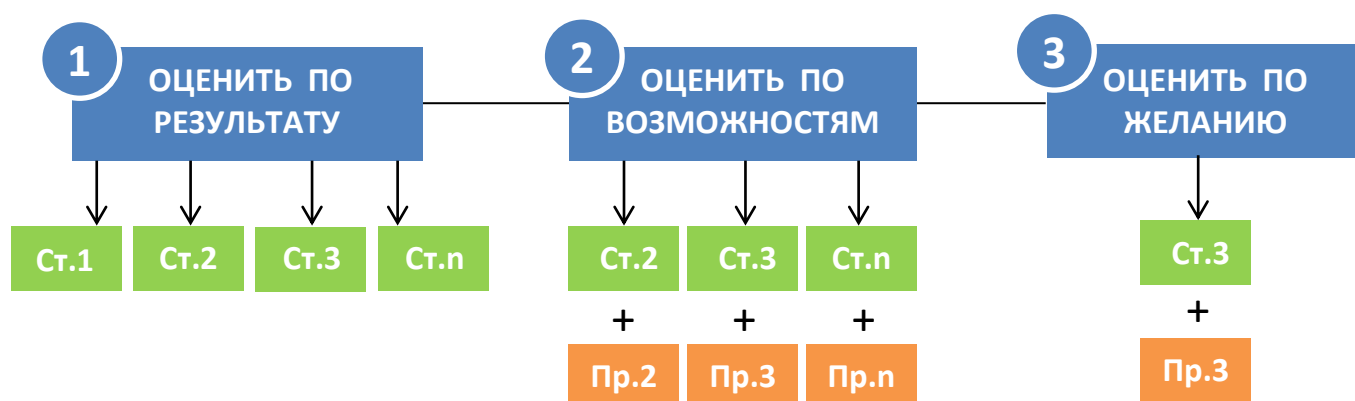 1
ОЦЕНИТЬ ПО
РЕЗУЛЬТАТУ
2
ОЦЕНИТЬ ПО
ВОЗМОЖНОСТЯМ
3
ОЦЕНИТЬ ПО
ЖЕЛАНИЮ
Ст.1 Ст.2 Ст.3 Ст.n
Ст.2 Ст.3 Ст.n
+ + +
Пр.2 Пр.3 Пр.n
Ст.3
+
Пр.3